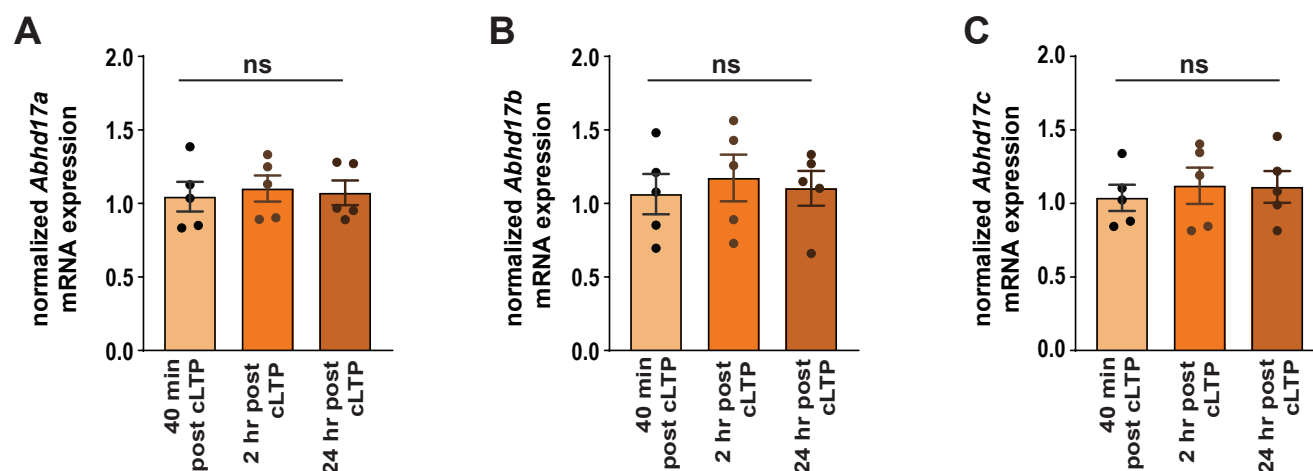 A
normalized Abhd17a
mRNA expression
2.0
1.5
1.0
0.5
0.0
ns
40 min
post cLTP
2 hr post
cLTP
24 hr post
cLTP
B
normalized Abhd17b
mRNA expression
2.0
1.5
1.0
0.5
0.0
ns
40 min
post cLTP
2 hr post
cLTP
24 hr post
cLTP
C
normalized Abhd17c
mRNA expression
2.0
1.5
1.0
0.5
0.0
ns
40 min
post cLTP
2 hr post
cLTP
24 hr post
cLTP